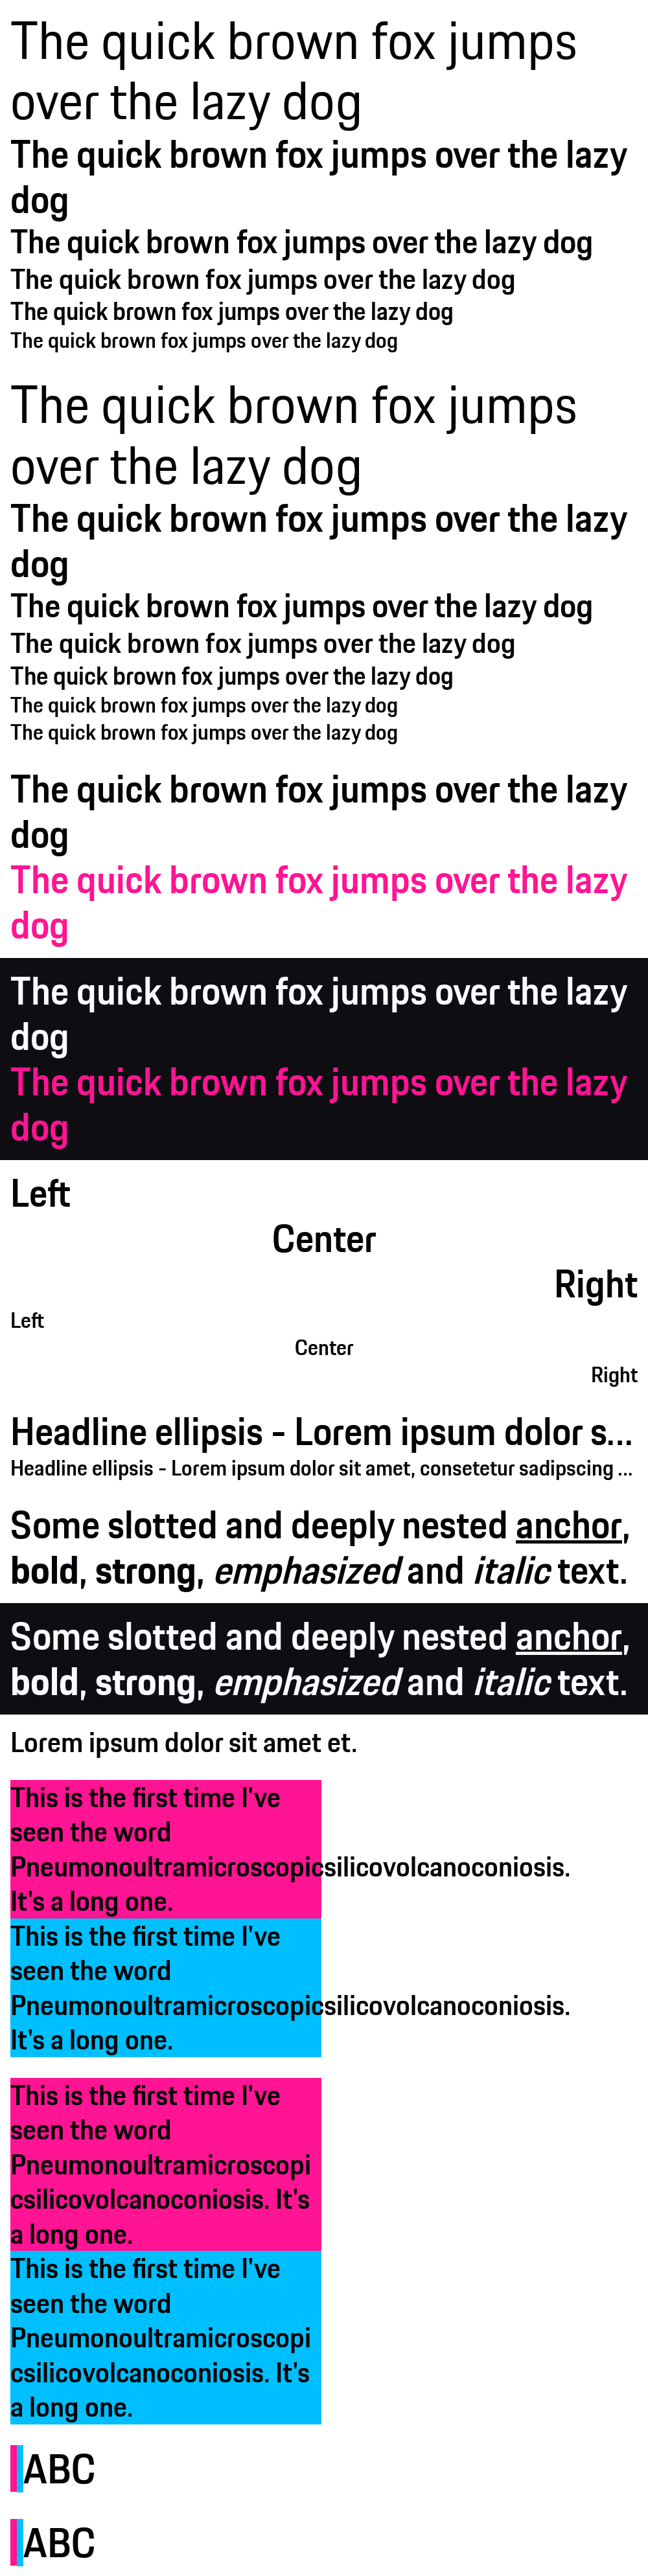 The quick brown fox jumps
over the lazy dog
The quick brown fox jumps over the lazy
dog
The quick brown fox jumps over the lazy dog
The quick brown fox jumps over the lazy dog
The quick brown fox jumps over the lazy dog
The quick brown fox jumps over the lazy dog
The quick brown fox jumps
over the lazy dog
The quick brown fox jumps over the lazy
dog
The quick brown fox jumps over the lazy dog
The quick brown fox jumps over the lazy dog
The quick brown fox jumps over the lazy dog
The quick brown fox jumps over the lazy dog
The quick brown fox jumps over the lazy dog
The quick brown fox jumps over the lazy
dog
The quick brown fox jumps over the lazy
dog
The quick brown fox jumps over the lazy
dog
The quick brown fox jumps over the lazy
dog
Left
Center
Right
Left
Center
Right
Headline ellipsis - Lorem ipsum dolor s...
Headline ellipsis - Lorem ipsum dolor sit amet, consetetur sadipscing ...
Some slotted and deeply nested anchor,
bold, strong, emphasized and italic text.
Some slotted and deeply nested anchor,
bold, strong, emphasized and italic text.
Lorem ipsum dolor sit amet et.
This is the first time I've
seen the word
Pneumonoultramicroscopicsilicovolcanoconiosis.
It's a long one.
This is the first time I've
seen the word
Pneumonoultramicroscopicsilicovolcanoconiosis.
It's a long one.
This is the first time I've
seen the word
Pneumonoultramicroscopi
csilicovolcanoconiosis. It's
a long one.
This is the first time I've
seen the word
Pneumonoultramicroscopi
csilicovolcanoconiosis. It's
a long one.
ABC
ABC